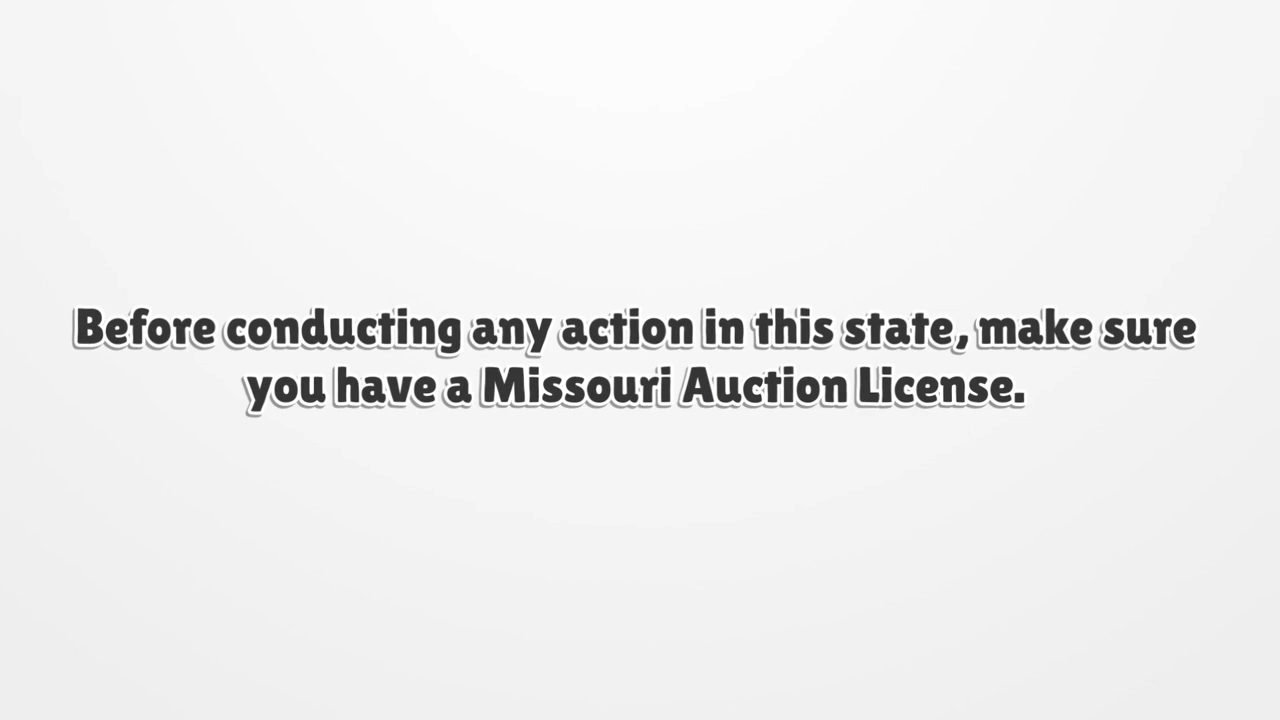 Before conducting any action in this state, make sure
you have a Missouri Auction License.